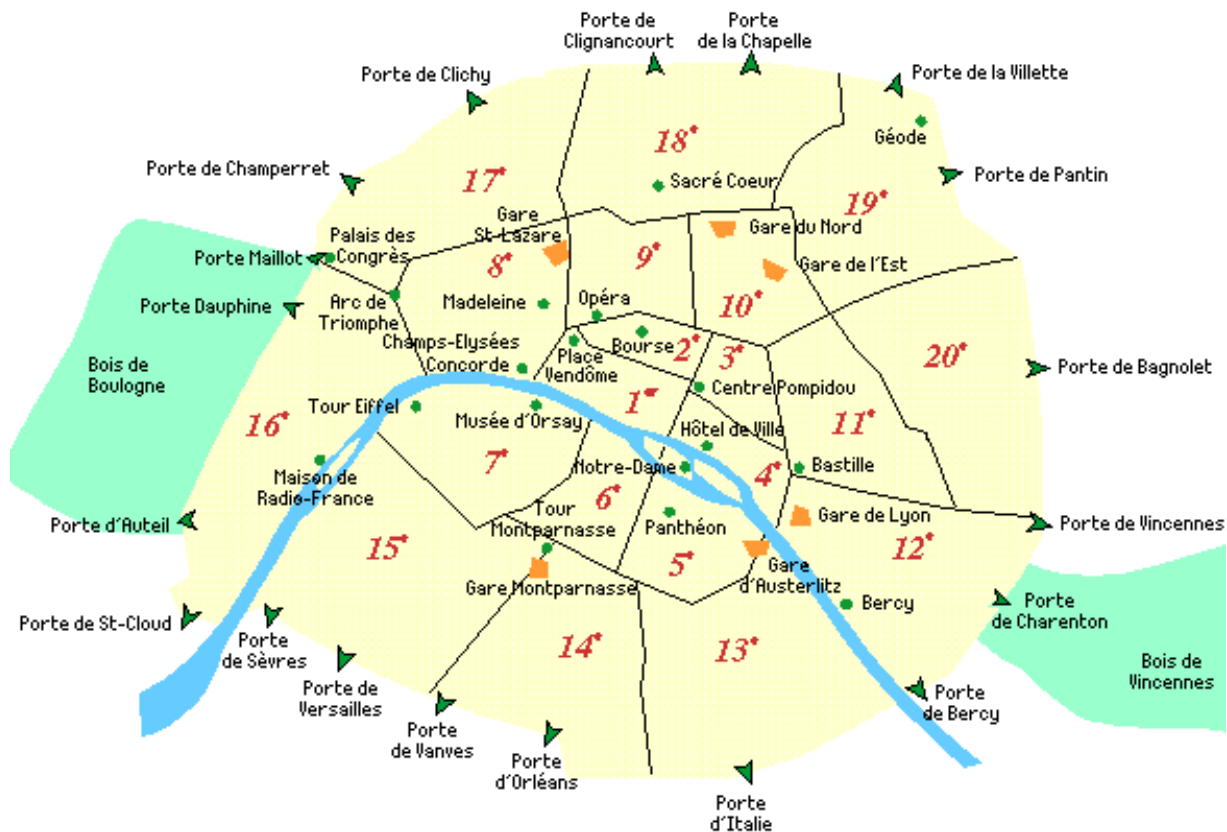 Porte de
Clignancourt
Porte
de la Chapelle
Porte de Clichy
Porte de la Villette
Géode
18e
Porte de Champerret
17e
Sacré Coeur
Porte de Pantin
19e
Gare
St-Lazare
Gare du Nord
Palais des
Congrès
Porte Maillot
8e
9e
Gare de l'Est
Porte Dauphine
Arc de
Triomphe
Madeleine
Opéra
10e
Champs-Elysées
Concorde
Place
Vendôme
Bourse
2e
3e
20e
Bois de
Boulogne
Porte de Bagnolet
Centre Pompidou
Tour Eiffel
Musée d'Orsay
1er
16e
11e
Hôtel de Ville
7e
Notre-Dame
4e
Bastille
Maison de
Radio-France
6e
Tour
Montparnasse
Panthéon
Gare de Lyon
Porte d'Auteil
Porte de Vincennes
15e
12e
5e
Gare
d'Austerlitz
Gare Montparnasse
Bercy
Porte
de Charenton
Porte de St-Cloud
Porte
de Sèvres
14e
13e
Bois de
Vincennes
Porte de
Versailles
Porte
de Vanves
Porte
de Bercy
Porte
d'Orléans
Porte
d'Italie